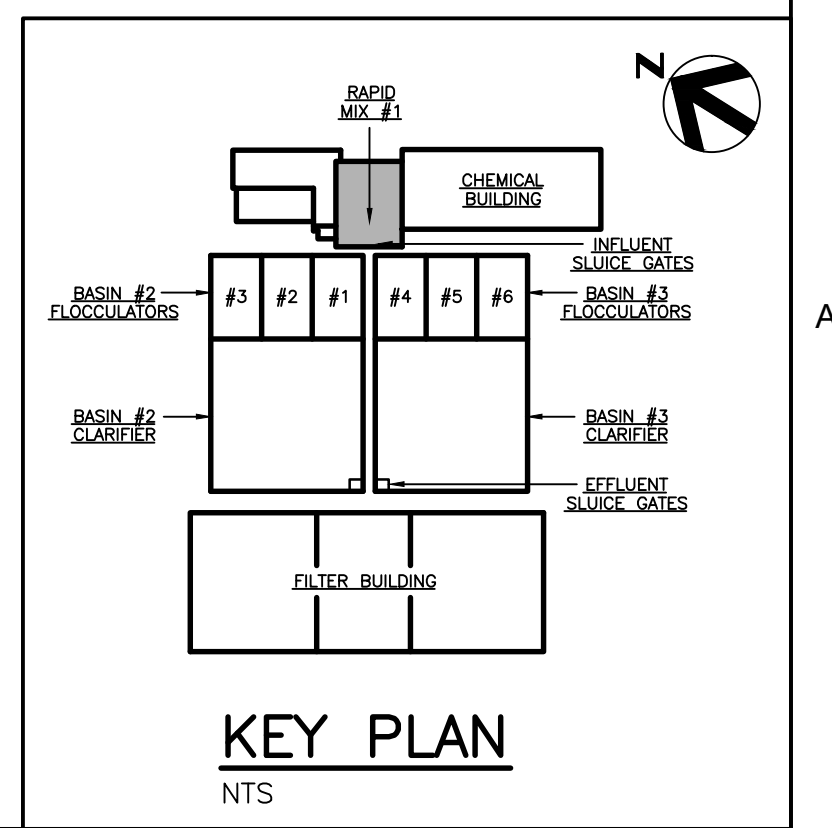 N
RAPID
MIX #1
CHEMICAL
BUILDING
INFLUENT
SLUICE GATES
BASIN #2
FLOCCULATORS
#3 #2 #1 #4 #5 #6
BASIN #3
FLOCCULATORS
A
BASIN #2
CLARIFIER
BASIN #3
CLARIFIER
EFFLUENT
SLUICE GATES
FILTER BUILDING
KEY PLAN
NTS